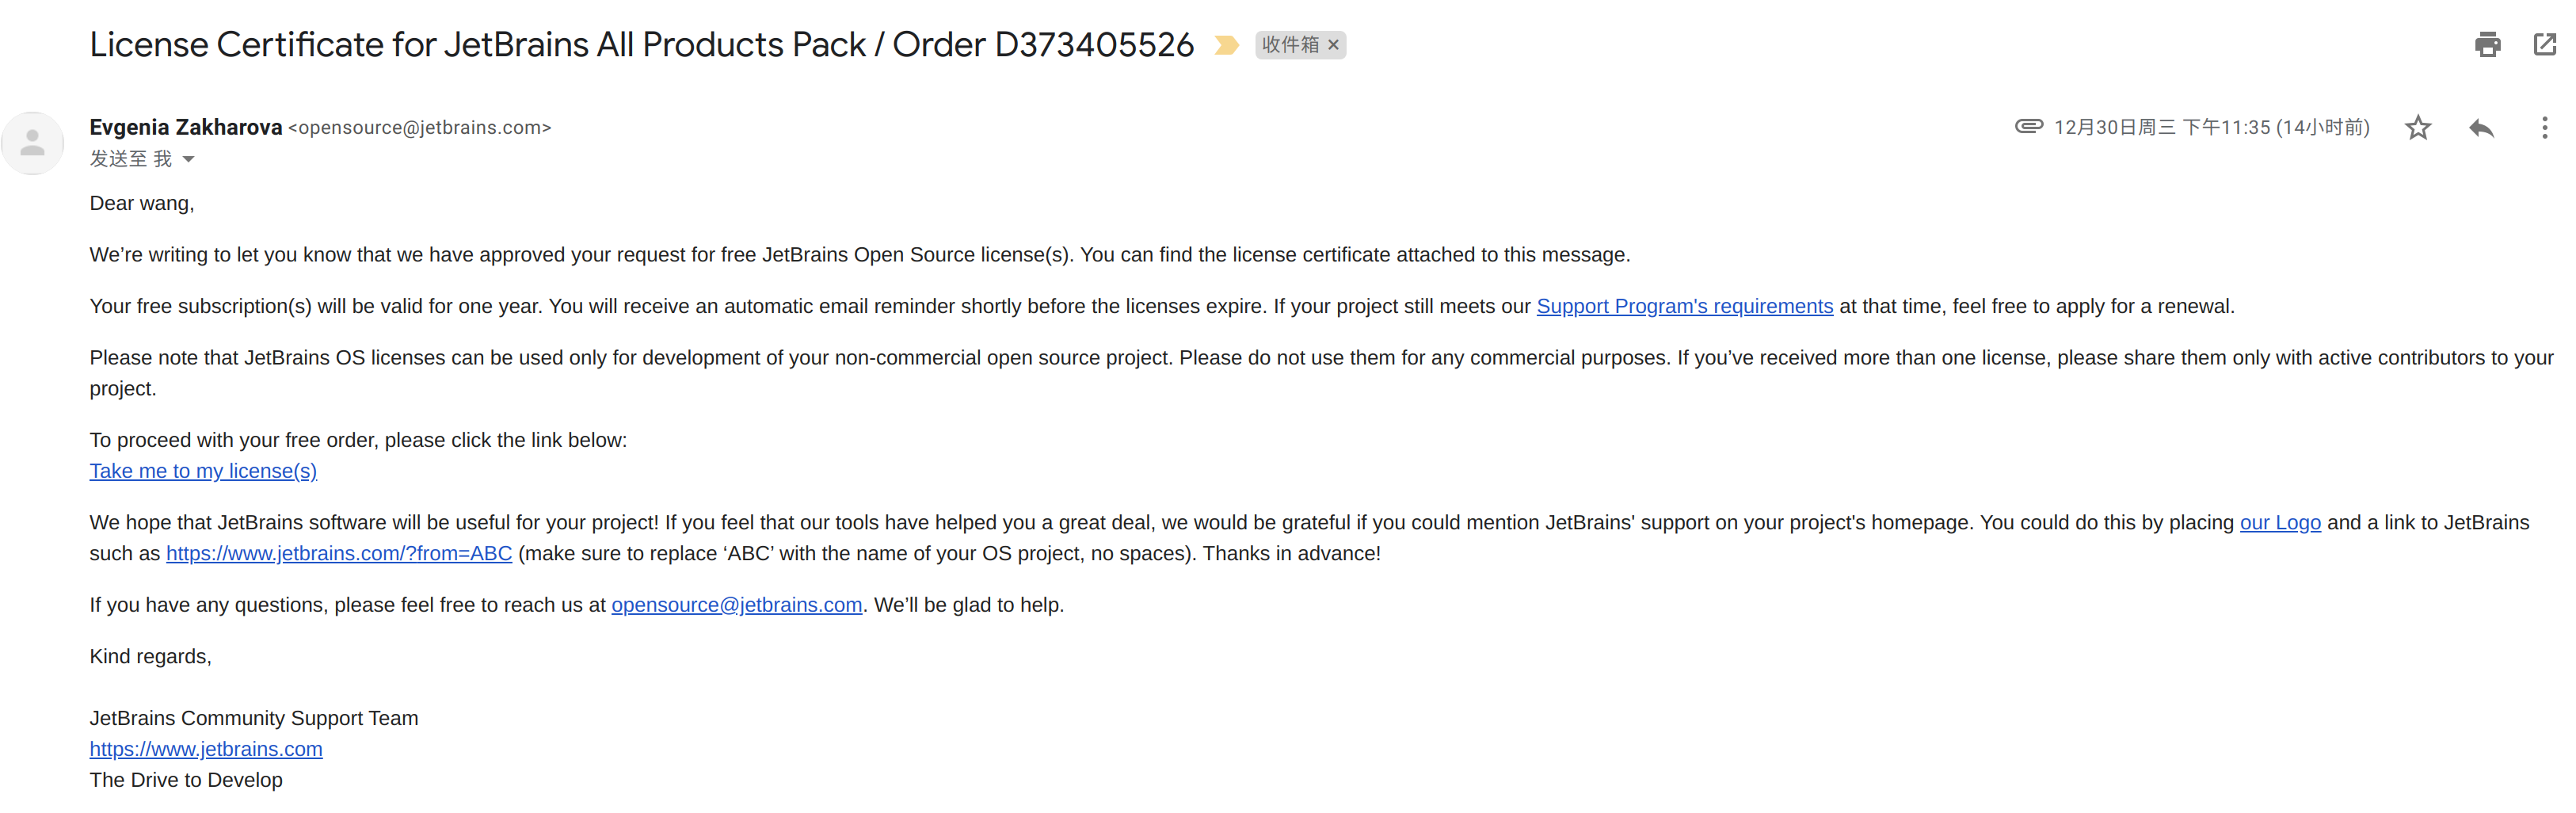 License Certificate for JetBrains All Products Pack / Order D373405526 收件箱 ×
Evgenia Zakharova <opensource@jetbrains.com> 12月30日周三 下午11:35 (14小时前)
发送至 我
Dear wang,
We’re writing to let you know that we have approved your request for free JetBrains Open Source license(s). You can find the license certificate attached to this message.
Your free subscription(s) will be valid for one year. You will receive an automatic email reminder shortly before the licenses expire. If your project still meets our Support Program's requirements at that time, feel free to apply for a renewal.
Please note that JetBrains OS licenses can be used only for development of your non-commercial open source project. Please do not use them for any commercial purposes. If you’ve received more than one license, please share them only with active contributors to your
project.
To proceed with your free order, please click the link below:
Take me to my license(s)
We hope that JetBrains software will be useful for your project! If you feel that our tools have helped you a great deal, we would be grateful if you could mention JetBrains' support on your project's homepage. You could do this by placing our Logo and a link to JetBrains
such as https://www.jetbrains.com/?from=ABC (make sure to replace ‘ABC’ with the name of your OS project, no spaces). Thanks in advance!
If you have any questions, please feel free to reach us at opensource@jetbrains.com. We’ll be glad to help.
Kind regards,
JetBrains Community Support Team
https://www.jetbrains.com
The Drive to Develop